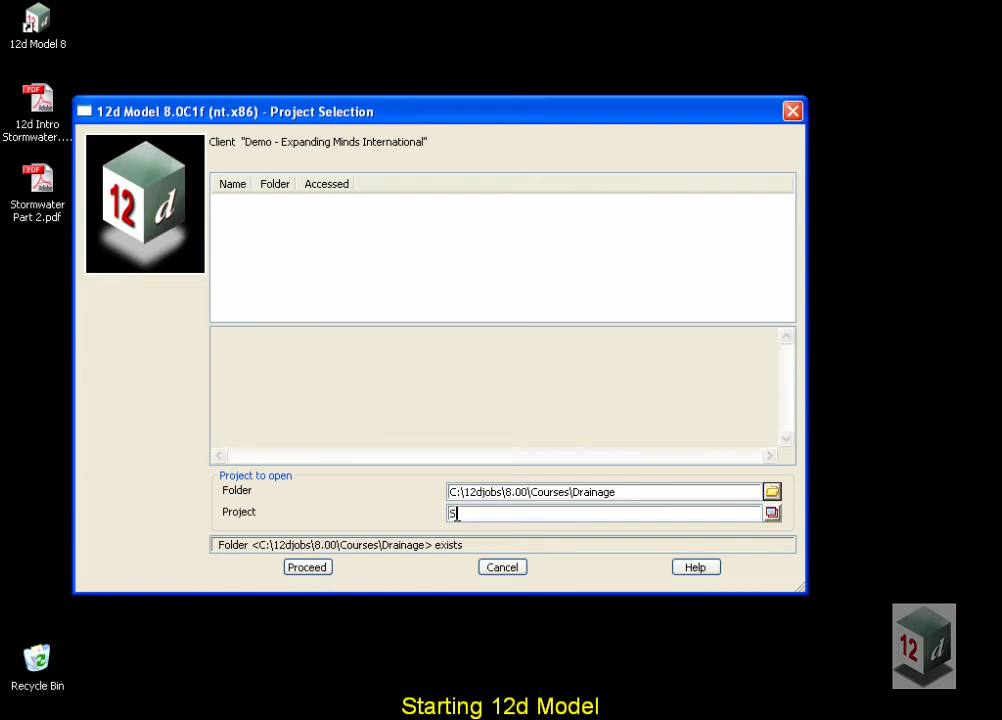 12d Model 8
12d Intro
Stormwater....
Stormwater
Part 2.pdf
12d Model 8.0C1f (nt.x86) - Project Selection
12 d
Client "Demo - Expanding Minds International"
Name Folder Accessed
Project to open
Folder C:\12djobs\8.00\Courses\Drainage
Project S
Folder <C:\12djobs\8.00\Courses\Drainage> exists
Proceed Cancel Help
Recycle Bin
12 d
Starting 12d Model